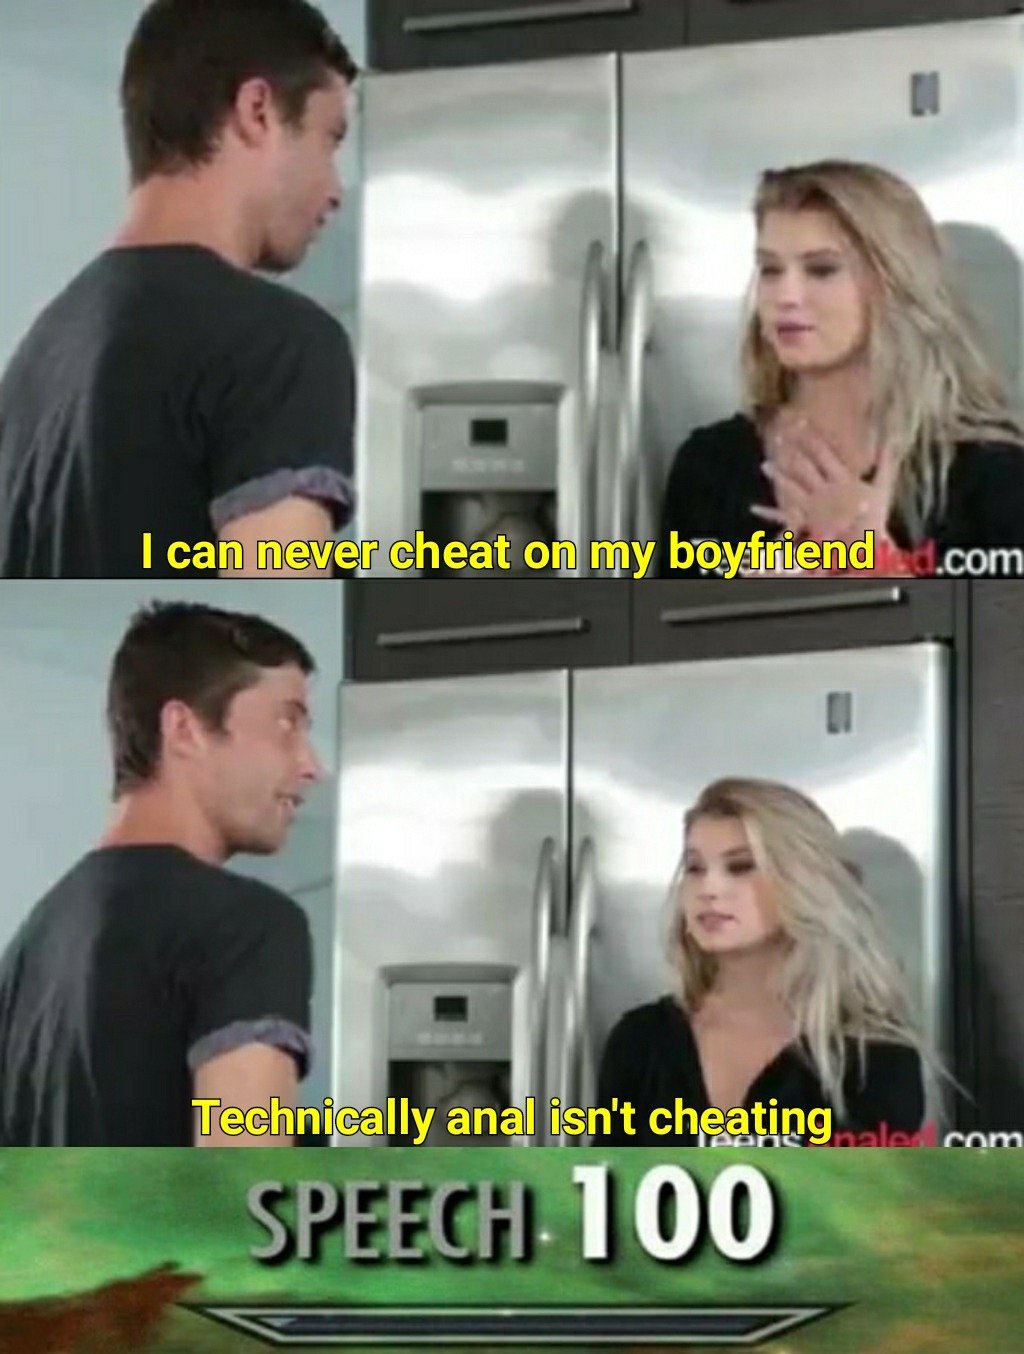 I can never cheat on my boyfriend
.com
Technically anal isn't cheating
.com
SPEECH 100